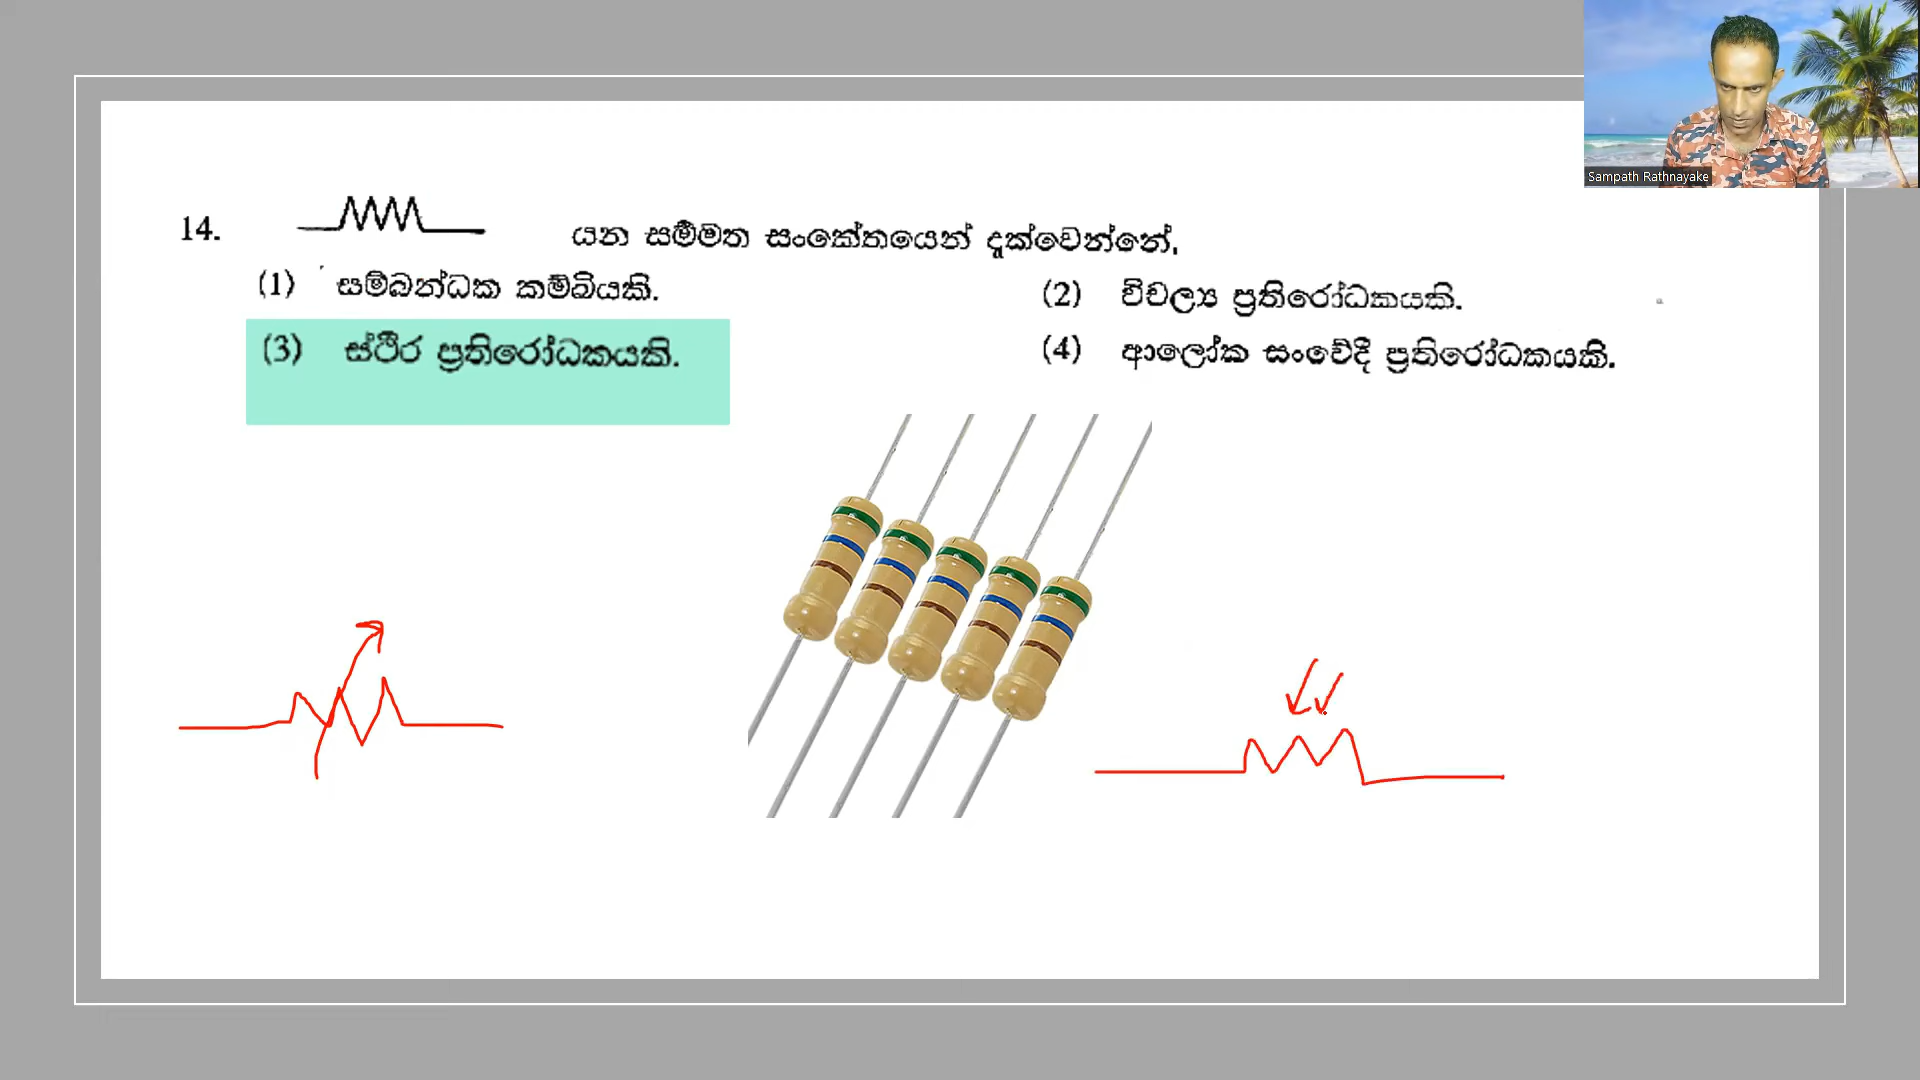 Sampath Rathnayake
14. යන සම්මත සංකේතයෙන් දැක්වෙන්නේ,
(1) සම්බන්ධක කම්බියකි.
(2) විචල්‍ය ප්‍රතිරෝධකයකි.
(3) ස්ථිර ප්‍රතිරෝධකයකි.
(4) ආලෝක සංවේදී ප්‍රතිරෝධකයකි.